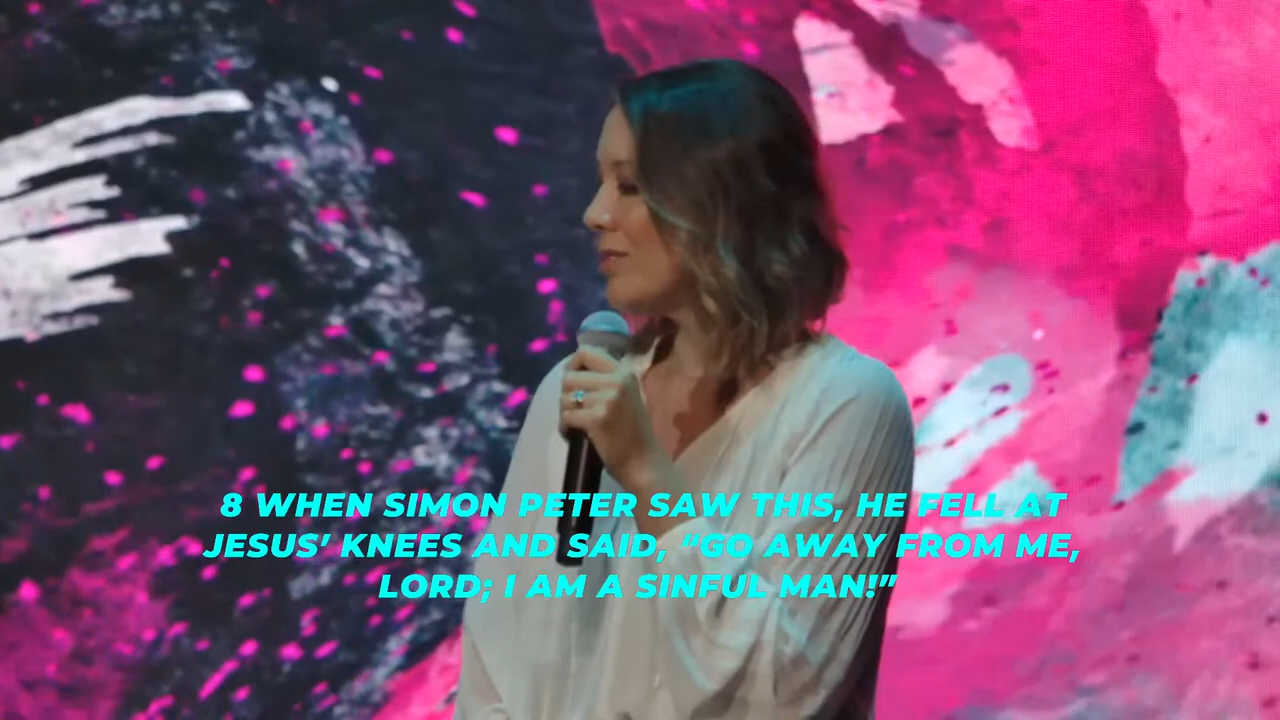 8 WHEN SIMON PETER SAW THIS, HE FELL AT
JESUS’ KNEES AND SAID, “GO AWAY FROM ME,
LORD; I AM A SINFUL MAN!”